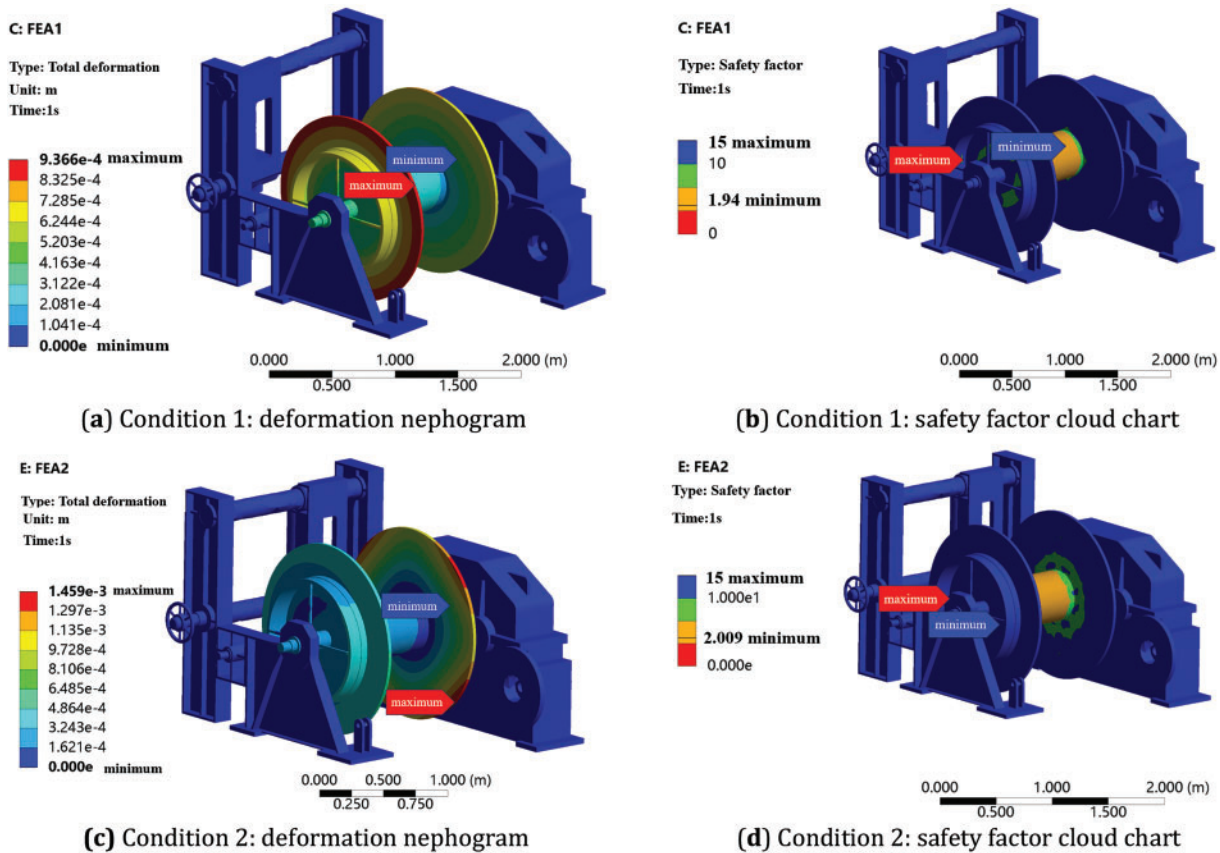 C: FEA1
Type: Total deformation
Unit: m
Time:1s
9.366e-4 maximum
8.325e-4
7.285e-4
6.244e-4
5.203e-4
4.163e-4
3.122e-4
2.081e-4
1.041e-4
0.000e minimum
minimum
maximum
0.000 1.000 2.000 (m)
0.500 1.500
(a) Condition 1: deformation nephogram
C: FEA1
Type: Safety factor
Time:1s
15 maximum
10
1.94 minimum
0
maximum
minimum
0.000 1.000 2.000 (m)
0.500 1.500
(b) Condition 1: safety factor cloud chart
E: FEA2
Type: Total deformation
Unit: m
Time:1s
1.459e-3 maximum
1.297e-3
1.135e-3
9.728e-4
8.106e-4
6.485e-4
4.864e-4
3.243e-4
1.621e-4
0.000e minimum
minimum
maximum
0.000 0.500 1.000 (m)
0.250 0.750
(c) Condition 2: deformation nephogram
E: FEA2
Type: Safety factor
Time:1s
15 maximum
1.000e1
2.009 minimum
0.000e
maximum
minimum
0.000 1.000 2.000 (m)
0.500 1.500
(d) Condition 2: safety factor cloud chart